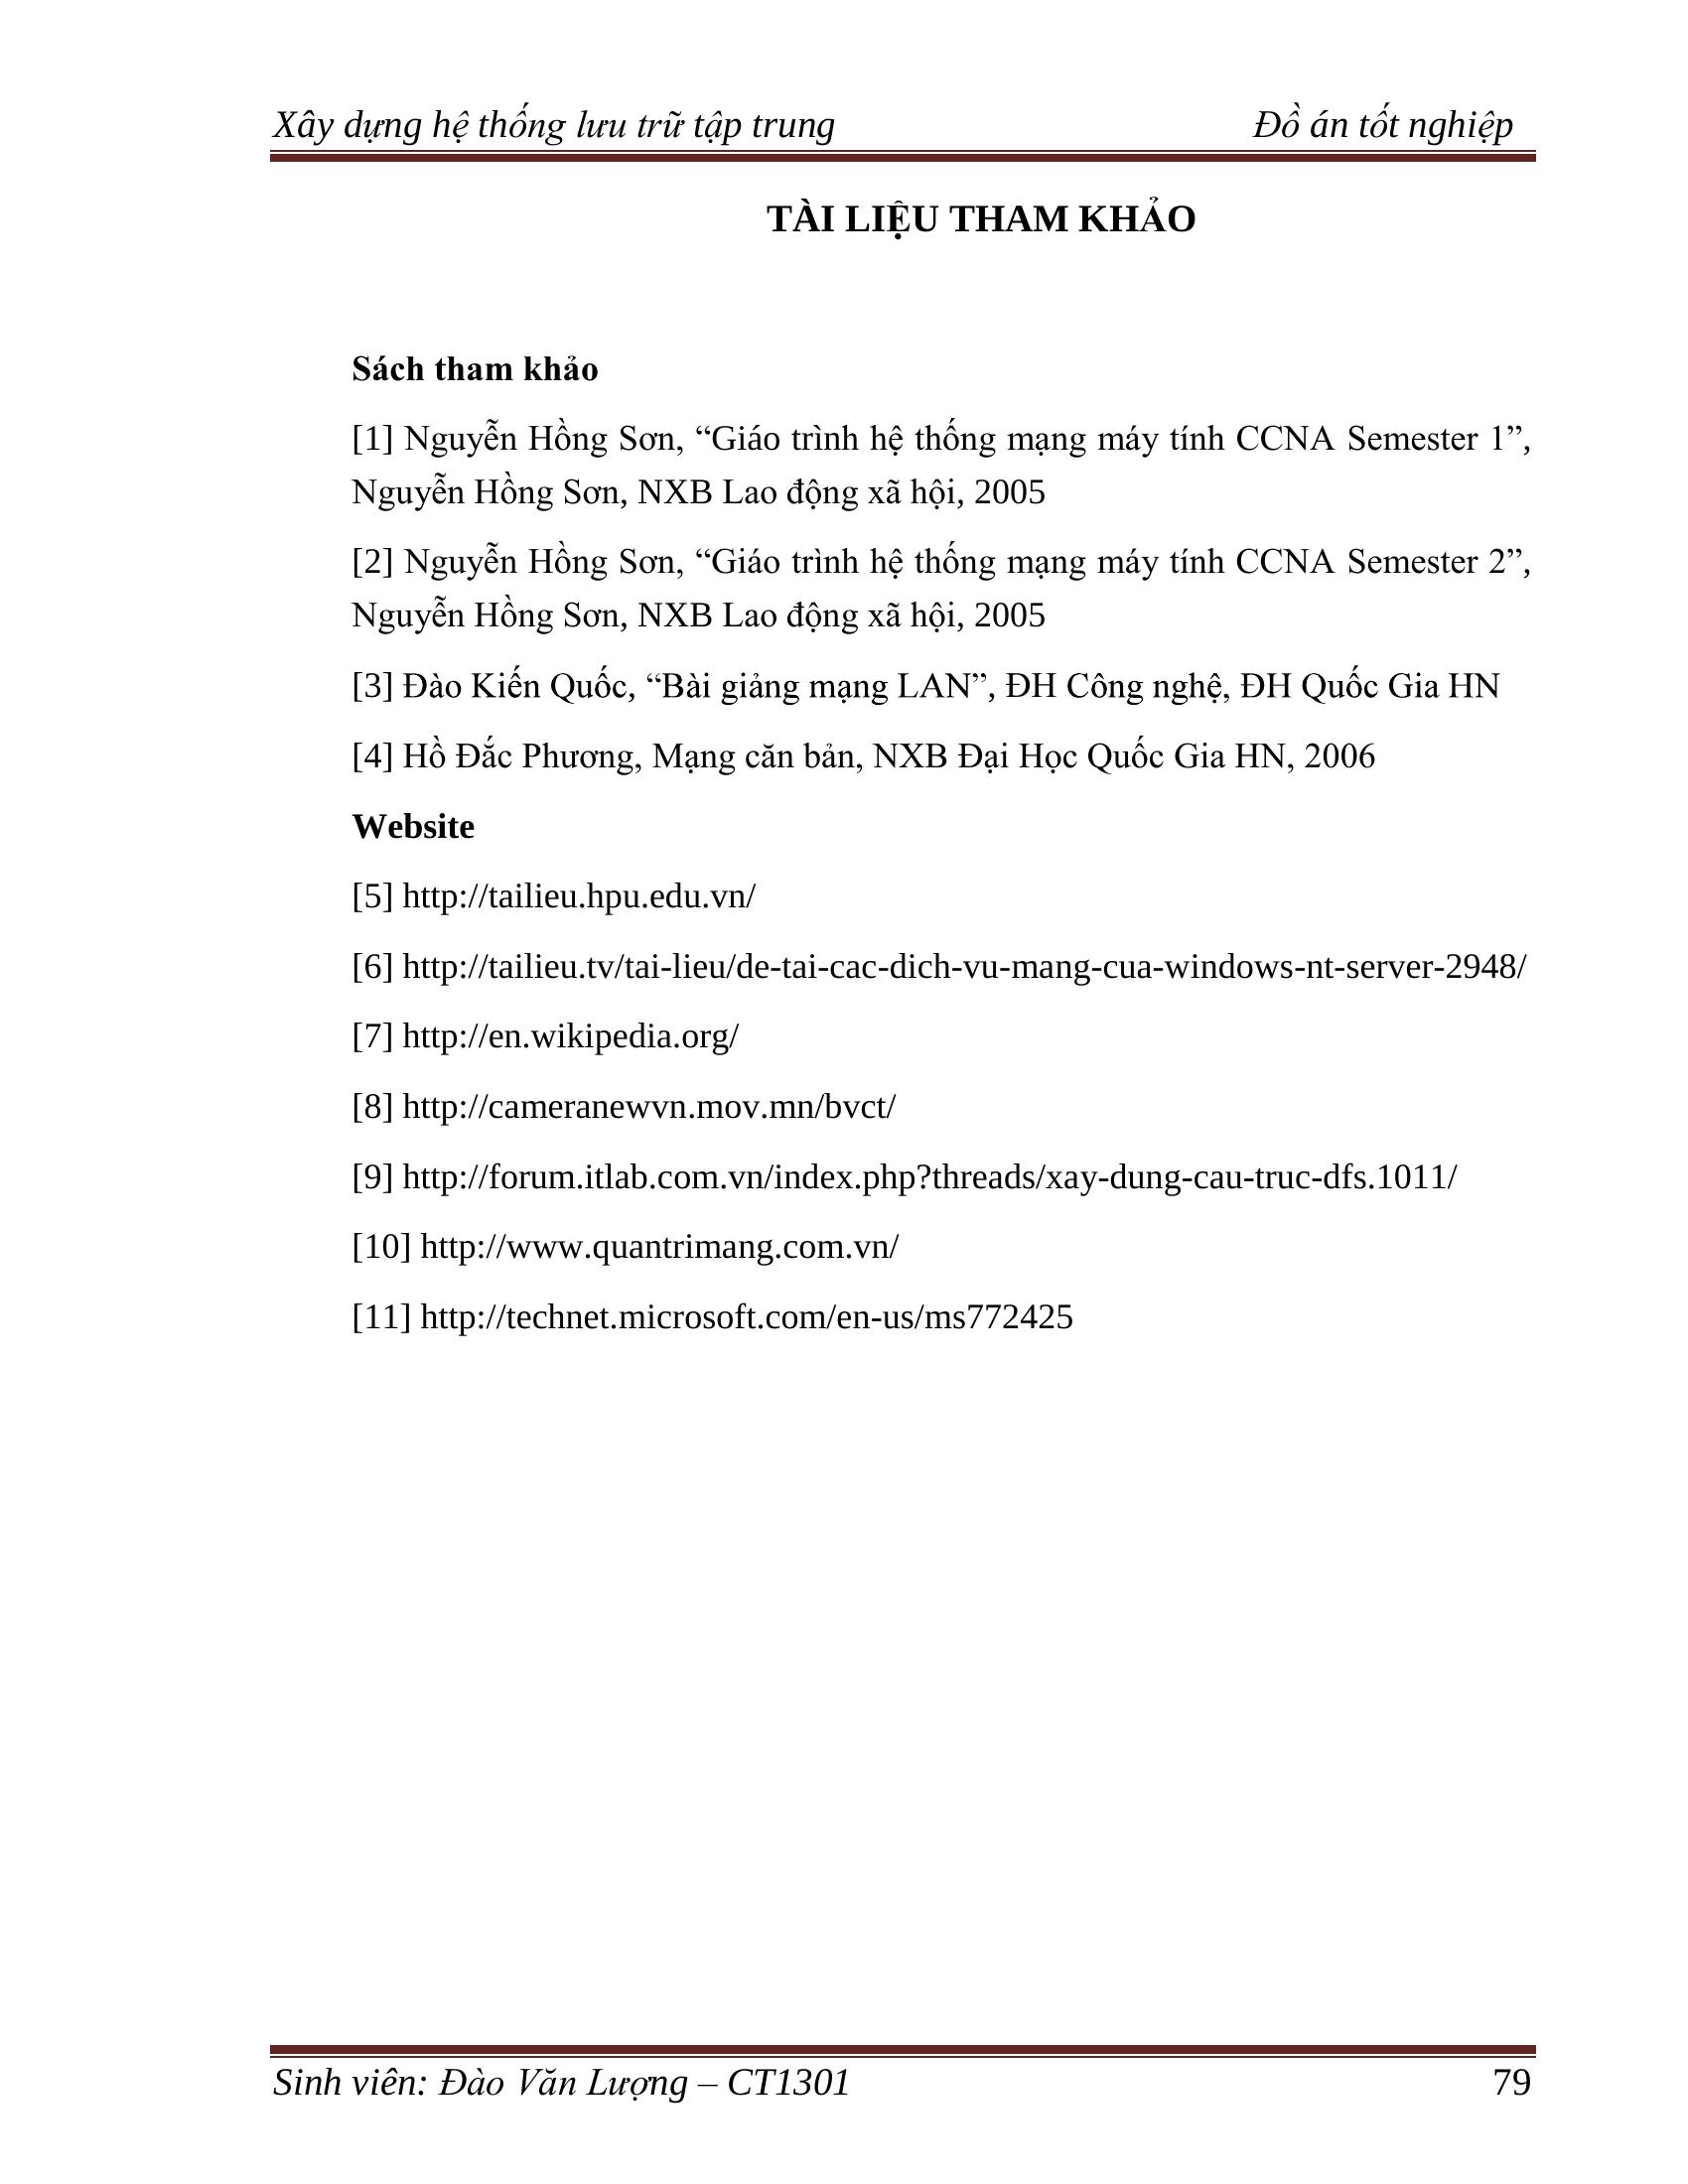 Xây dựng hệ thống lưu trữ tập trung Đồ án tốt nghiệp
TÀI LIỆU THAM KHẢO
Sách tham khảo
[1] Nguyễn Hồng Sơn, “Giáo trình hệ thống mạng máy tính CCNA Semester 1”,
Nguyễn Hồng Sơn, NXB Lao động xã hội, 2005
[2] Nguyễn Hồng Sơn, “Giáo trình hệ thống mạng máy tính CCNA Semester 2”,
Nguyễn Hồng Sơn, NXB Lao động xã hội, 2005
[3] Đào Kiến Quốc, “Bài giảng mạng LAN”, ĐH Công nghệ, ĐH Quốc Gia HN
[4] Hồ Đắc Phương, Mạng căn bản, NXB Đại Học Quốc Gia HN, 2006
Website
[5] http://tailieu.hpu.edu.vn/
[6] http://tailieu.tv/tai-lieu/de-tai-cac-dich-vu-mang-cua-windows-nt-server-2948/
[7] http://en.wikipedia.org/
[8] http://cameranewvn.mov.mn/bvct/
[9] http://forum.itlab.com.vn/index.php?threads/xay-dung-cau-truc-dfs.1011/
[10] http://www.quantrimang.com.vn/
[11] http://technet.microsoft.com/en-us/ms772425
Sinh viên: Đào Văn Lượng – CT1301 79